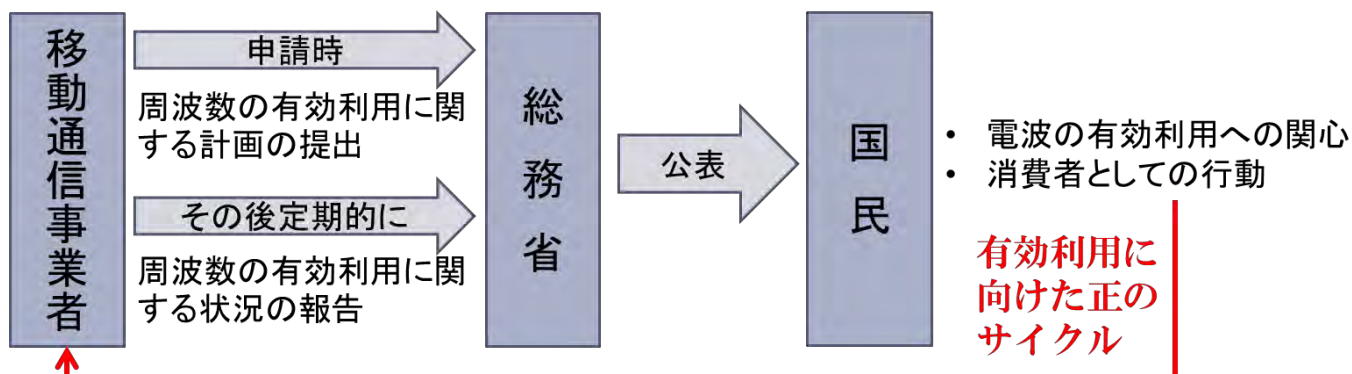 移動通信事業者
申請時
周波数の有効利用に関
する計画の提出
その後定期的に
周波数の有効利用に関
する状況の報告
総務省
公表
国民
• 電波の有効利用への関心
• 消費者としての行動
有効利用に
向けた正の
サイクル